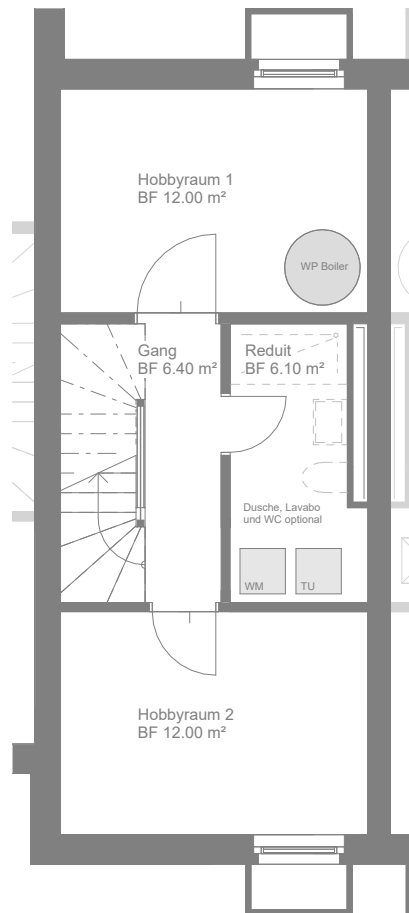 Hobbyraum 1
BF 12.00 m²
WP Boiler
Gang
BF 6.40 m²
Reduit
BF 6.10 m²
Dusche, Lavabo
und WC optional
WM
TU
Hobbyraum 2
BF 12.00 m²